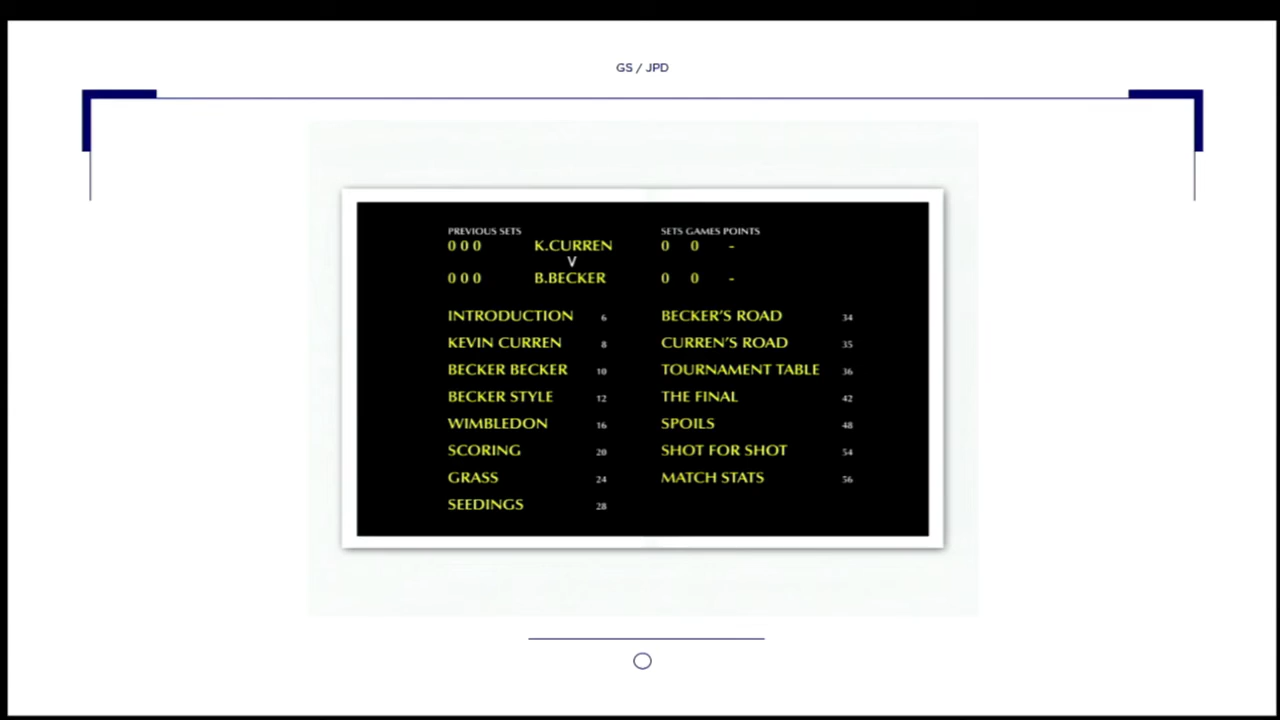 GS / JPD
PREVIOUS SETS SETS GAMES POINTS
0 0 0 K.CURREN 0 0 -
V
0 0 0 B.BECKER 0 0 -
INTRODUCTION 6
KEVIN CURREN 8
BECKER BECKER 10
BECKER STYLE 12
WIMBLEDON 16
SCORING 20
GRASS 24
SEEDINGS 28
BECKER’S ROAD 34
CURREN’S ROAD 35
TOURNAMENT TABLE 36
THE FINAL 42
SPOILS 48
SHOT FOR SHOT 54
MATCH STATS 56